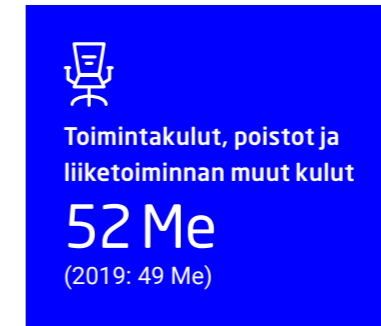 Toimintakulut, poistot ja
liiketoiminnan muut kulut
52 Me
(2019: 49 Me)